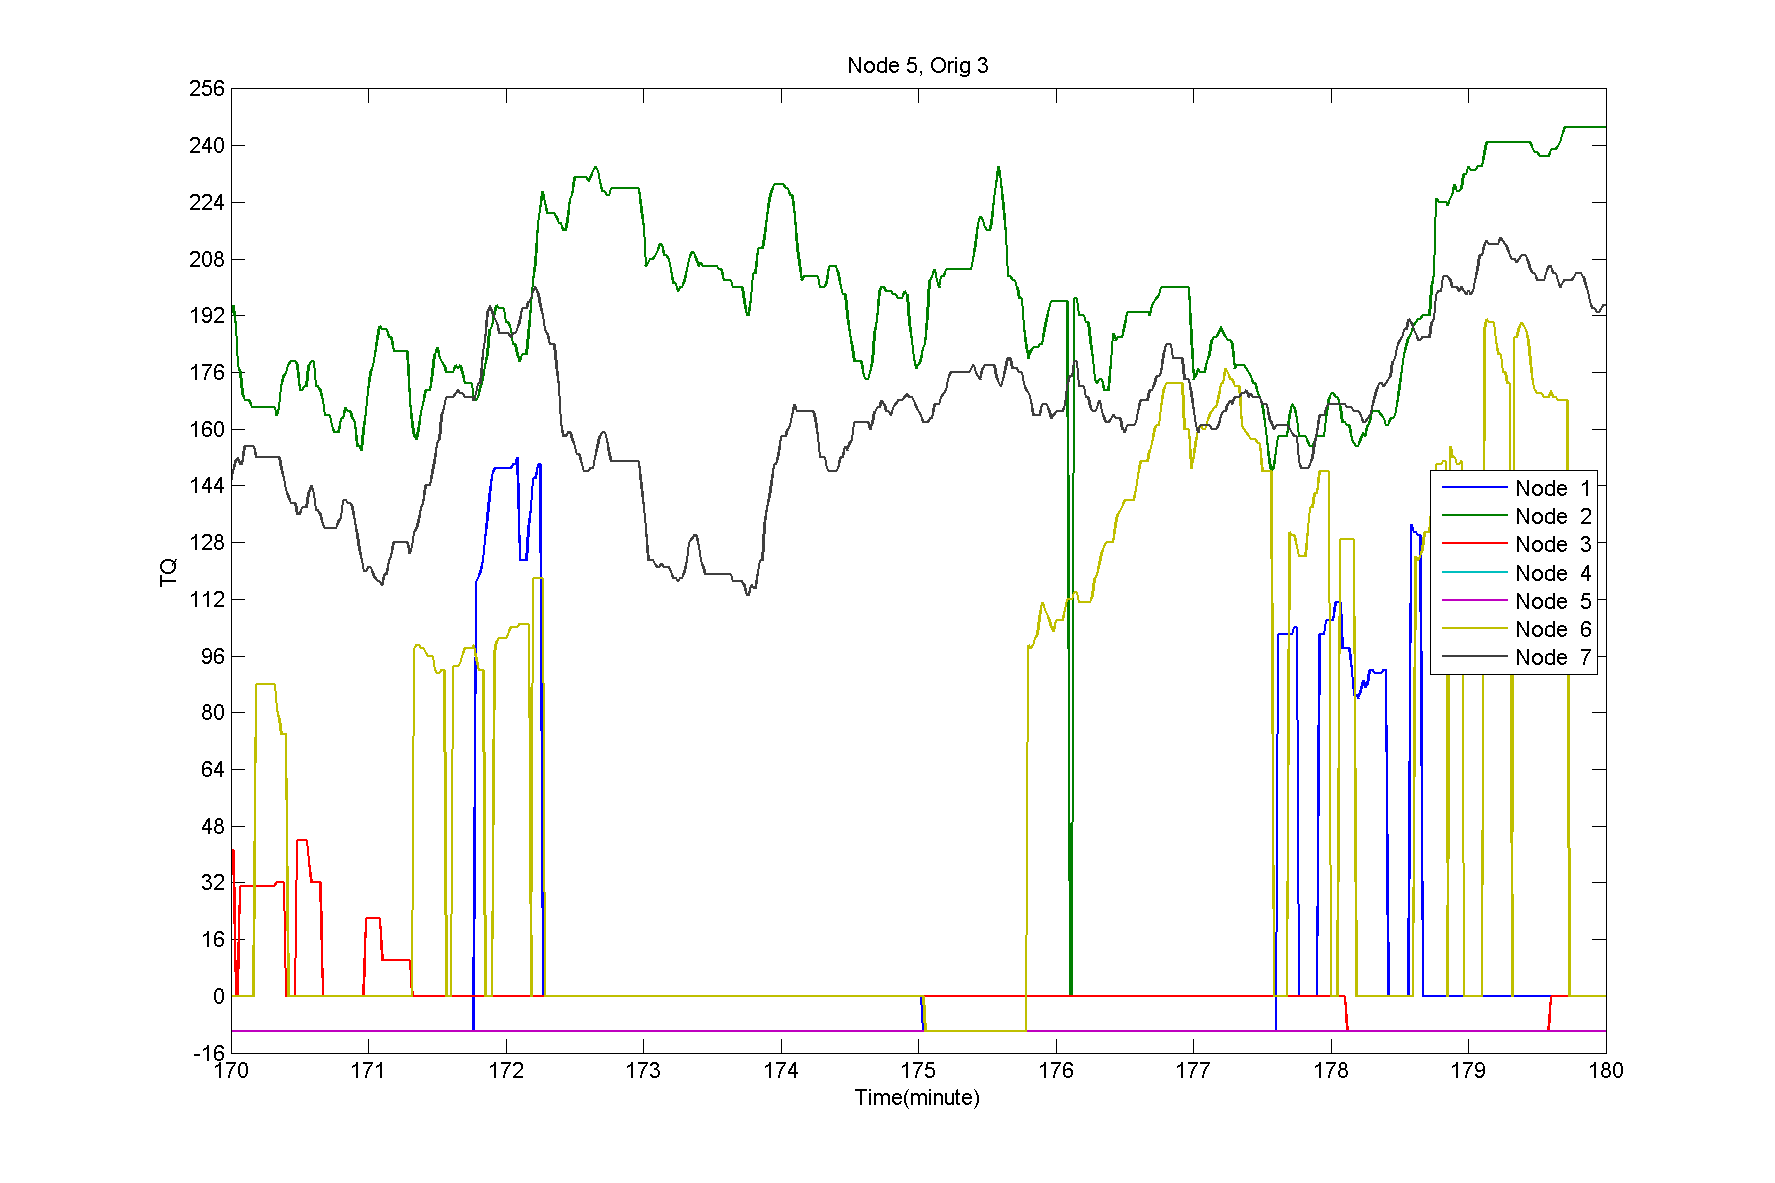 Node 5, Orig 3
256
240
224
208
192
176
160
144
128
112
96
80
64
48
32
16
0
-16
TQ
Node 1
Node 2
Node 3
Node 4
Node 5
Node 6
Node 7
170 171 172 173 174 175 176 177 178 179 180
Time(minute)